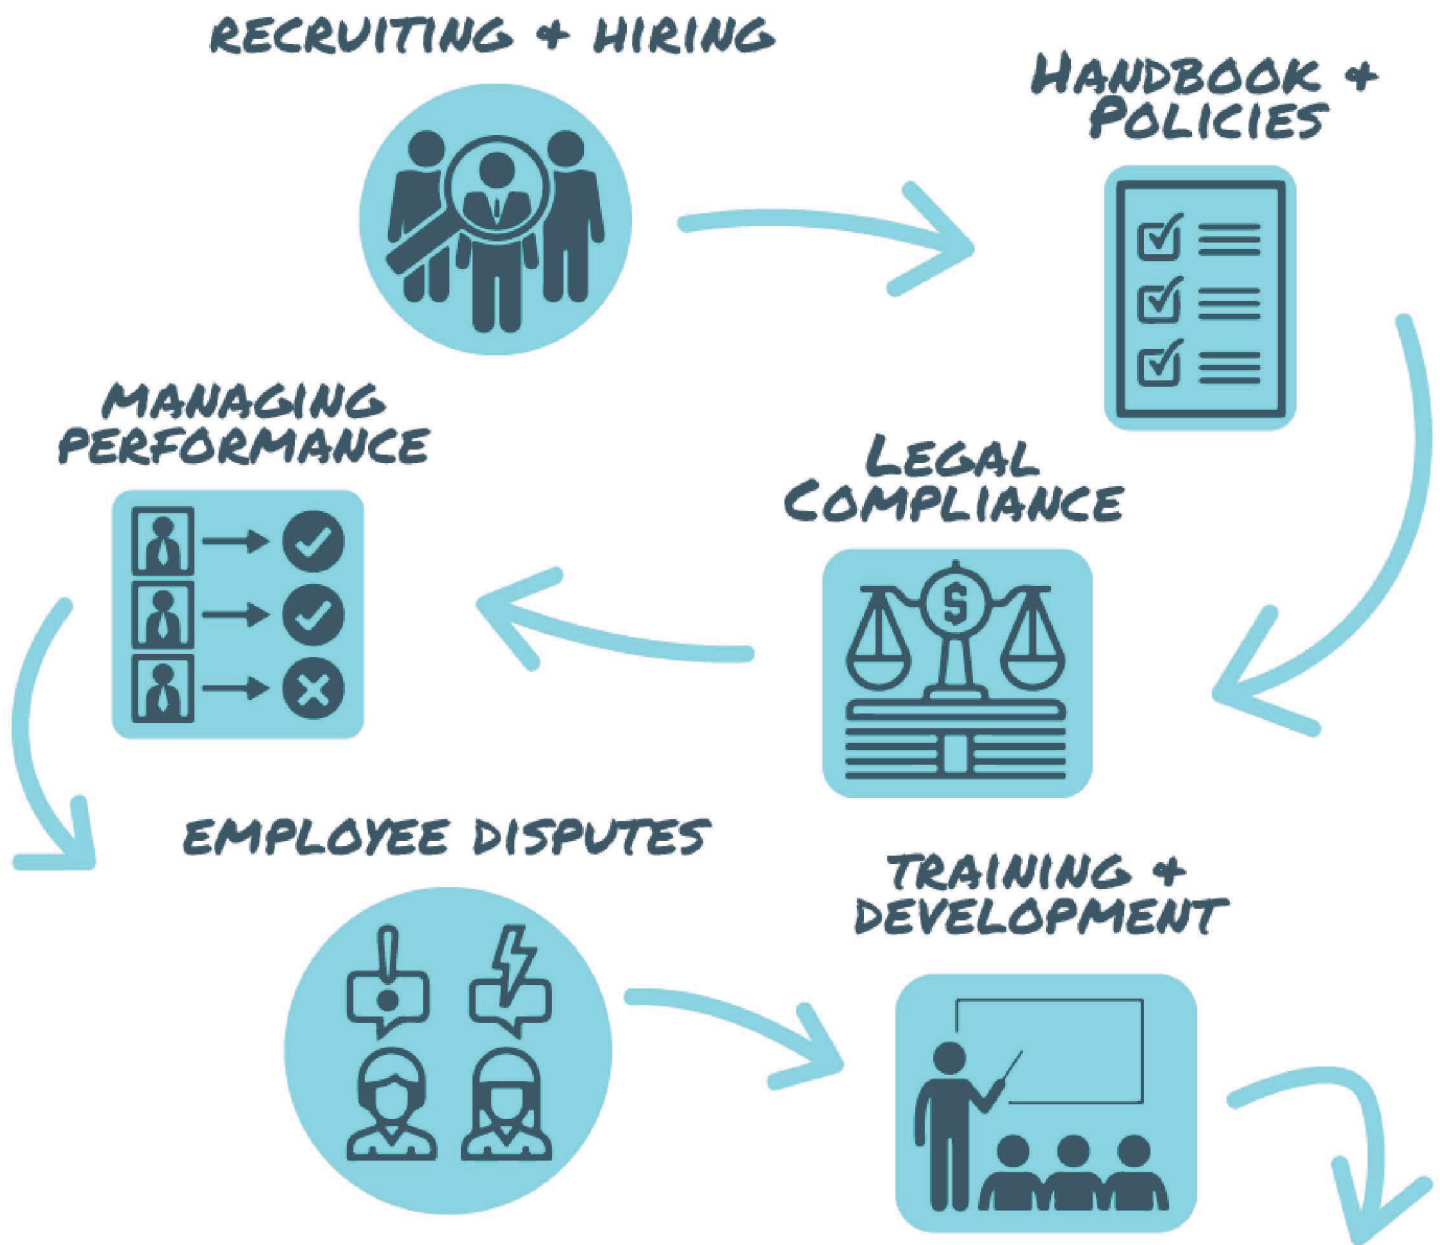 RECRUITING & HIRING
HANDBOOK &
POLICIES
LEGAL
COMPLIANCE
MANAGING
PERFORMANCE
EMPLOYEE DISPUTES
TRAINING &
DEVELOPMENT
$